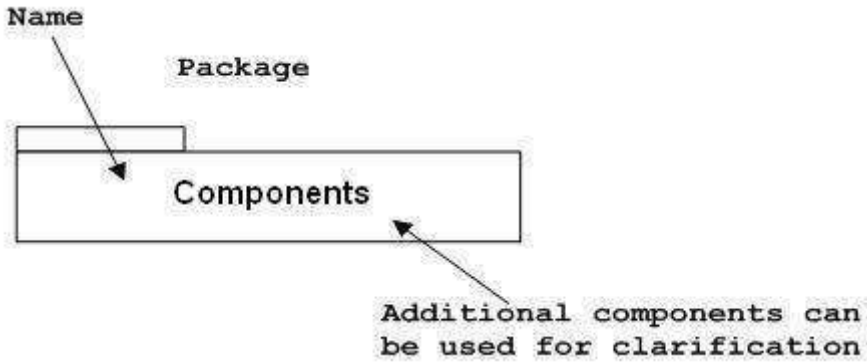 Name
Package
Components
Additional components can
be used for clarification